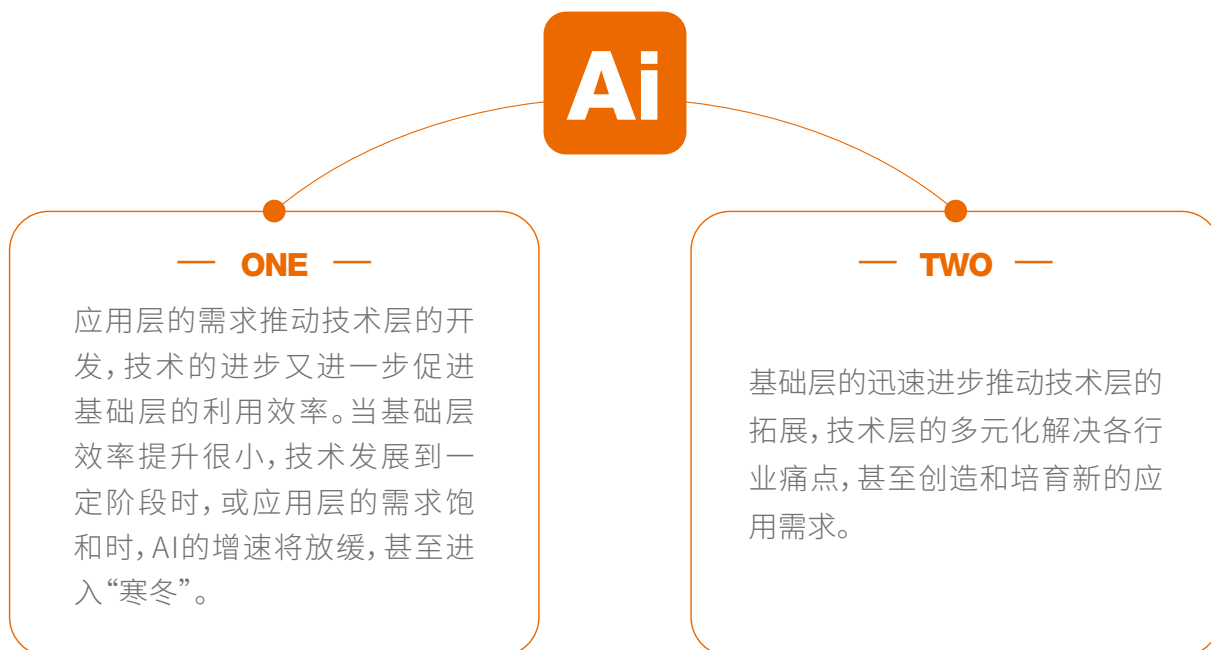 Ai
— ONE —
应用层的需求推动技术层的开
发,技术的进步又进一步促进
基础层的利用效率。当基础层
效率提升很小,技术发展到一
定阶段时,或应用层的需求饱
和时,AI的增速将放缓,甚至进
入“寒冬”。
— TWO —
基础层的迅速进步推动技术层的
拓展,技术层的多元化解决各行
业痛点,甚至创造和培育新的应
用需求。